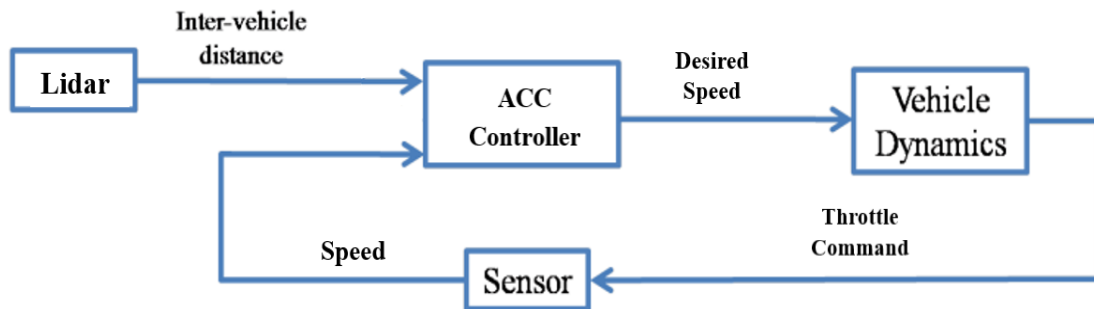 Inter-vehicle
distance
Lidar
ACC
Controller
Desired
Speed
Vehicle
Dynamics
Throttle
Command
Speed
Sensor